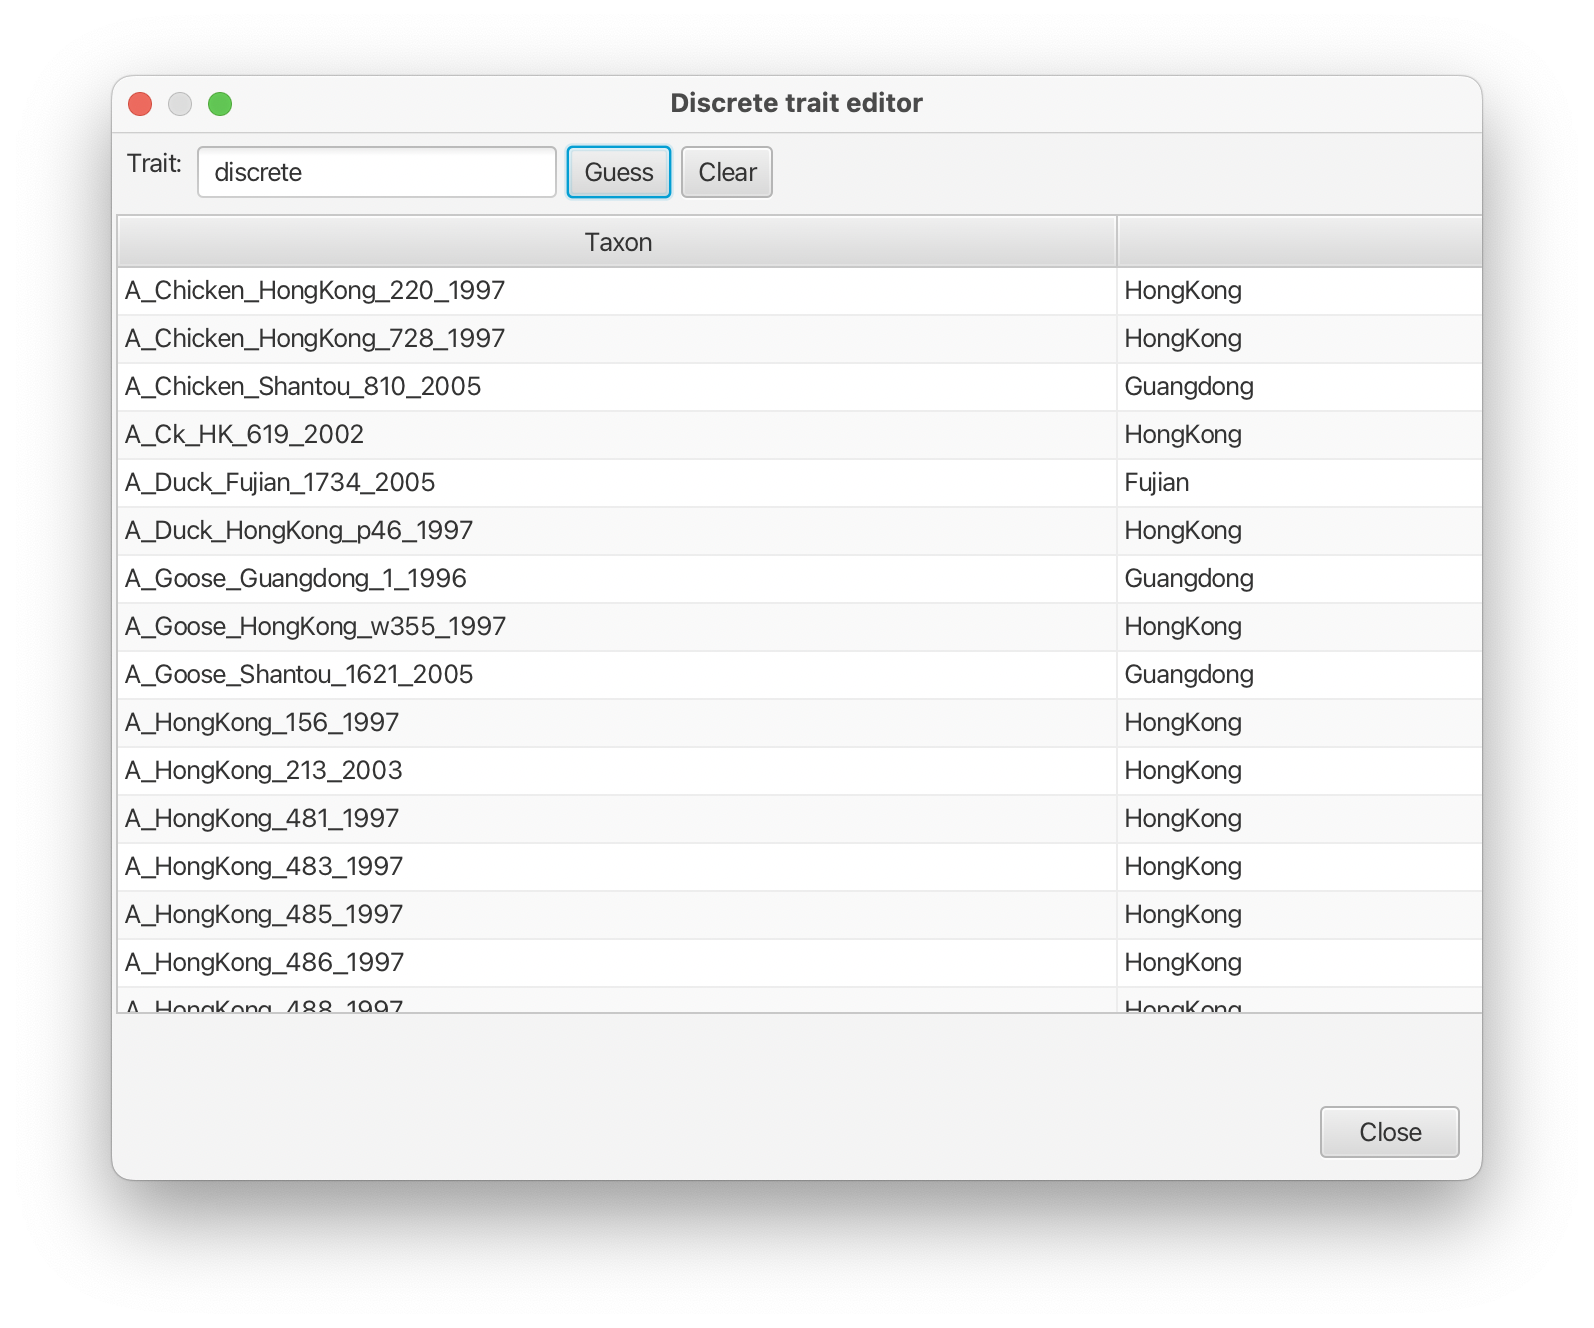 Discrete trait editor
Trait: discrete Guess Clear
Taxon
A_Chicken_HongKong_220_1997 HongKong
A_Chicken_HongKong_728_1997 HongKong
A_Chicken_Shantou_810_2005 Guangdong
A_Ck_HK_619_2002 HongKong
A_Duck_Fujian_1734_2005 Fujian
A_Duck_HongKong_p46_1997 HongKong
A_Goose_Guangdong_1_1996 Guangdong
A_Goose_HongKong_w355_1997 HongKong
A_Goose_Shantou_1621_2005 Guangdong
A_HongKong_156_1997 HongKong
A_HongKong_213_2003 HongKong
A_HongKong_481_1997 HongKong
A_HongKong_483_1997 HongKong
A_HongKong_485_1997 HongKong
A_HongKong_486_1997 HongKong
A_HongKong_488_1997 HongKong
Close